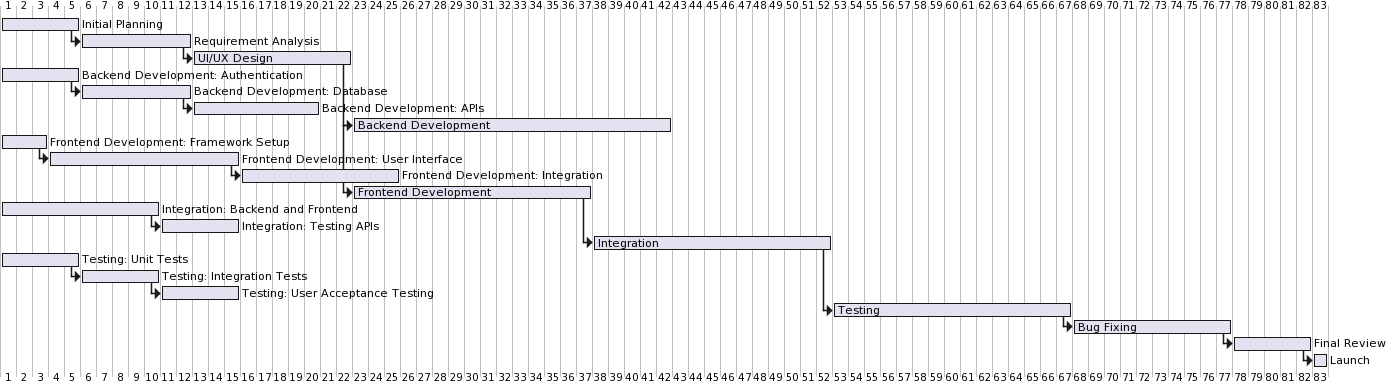 1 2 3 4 5 6 7 8 9 10 11 12 13 14 15 16 17 18 19 20 21 22 23 24 25 26 27 28 29 30 31 32 33 34 35 36 37 38 39 40 41 42 43 44 45 46 47 48 49 50 51 52 53 54 55 56 57 58 59 60 61 62 63 64 65 66 67 68 69 70 71 72 73 74 75 76 77 78 79 80 81 82 83
Initial Planning
Requirement Analysis
UI/UX Design
Backend Development: Authentication
Backend Development: Database
Backend Development: APIs
Backend Development
Frontend Development: Framework Setup
Frontend Development: User Interface
Frontend Development: Integration
Frontend Development
Integration: Backend and Frontend
Integration: Testing APIs
Integration
Testing: Unit Tests
Testing: Integration Tests
Testing: User Acceptance Testing
Testing
Bug Fixing
Final Review
Launch
1 2 3 4 5 6 7 8 9 10 11 12 13 14 15 16 17 18 19 20 21 22 23 24 25 26 27 28 29 30 31 32 33 34 35 36 37 38 39 40 41 42 43 44 45 46 47 48 49 50 51 52 53 54 55 56 57 58 59 60 61 62 63 64 65 66 67 68 69 70 71 72 73 74 75 76 77 78 79 80 81 82 83